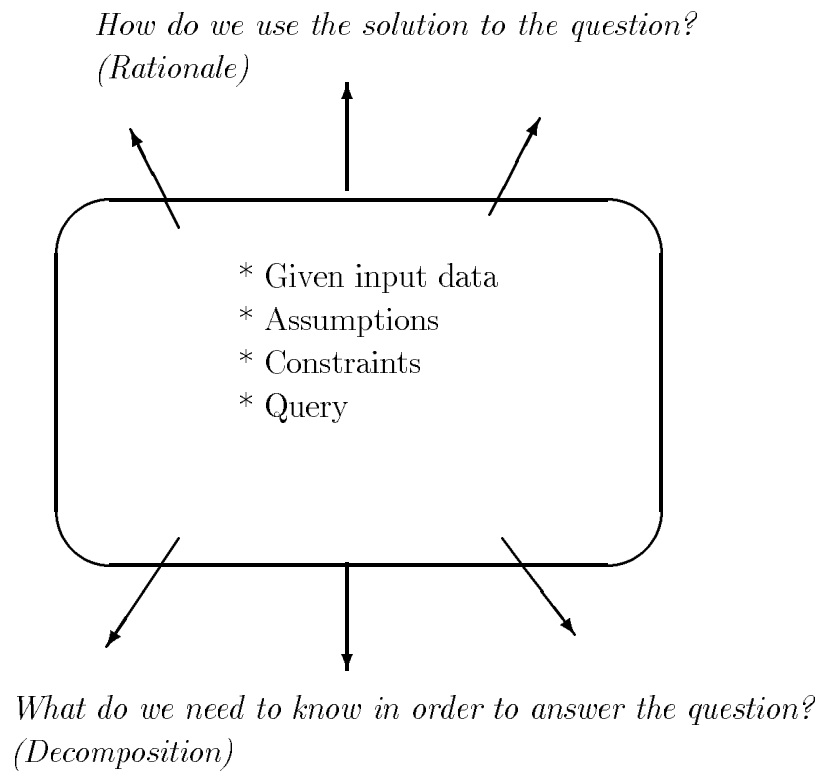 How do we use the solution to the question?
(Rationale)
* Given input data
* Assumptions
* Constraints
* Query
What do we need to know in order to answer the question?
(Decomposition)